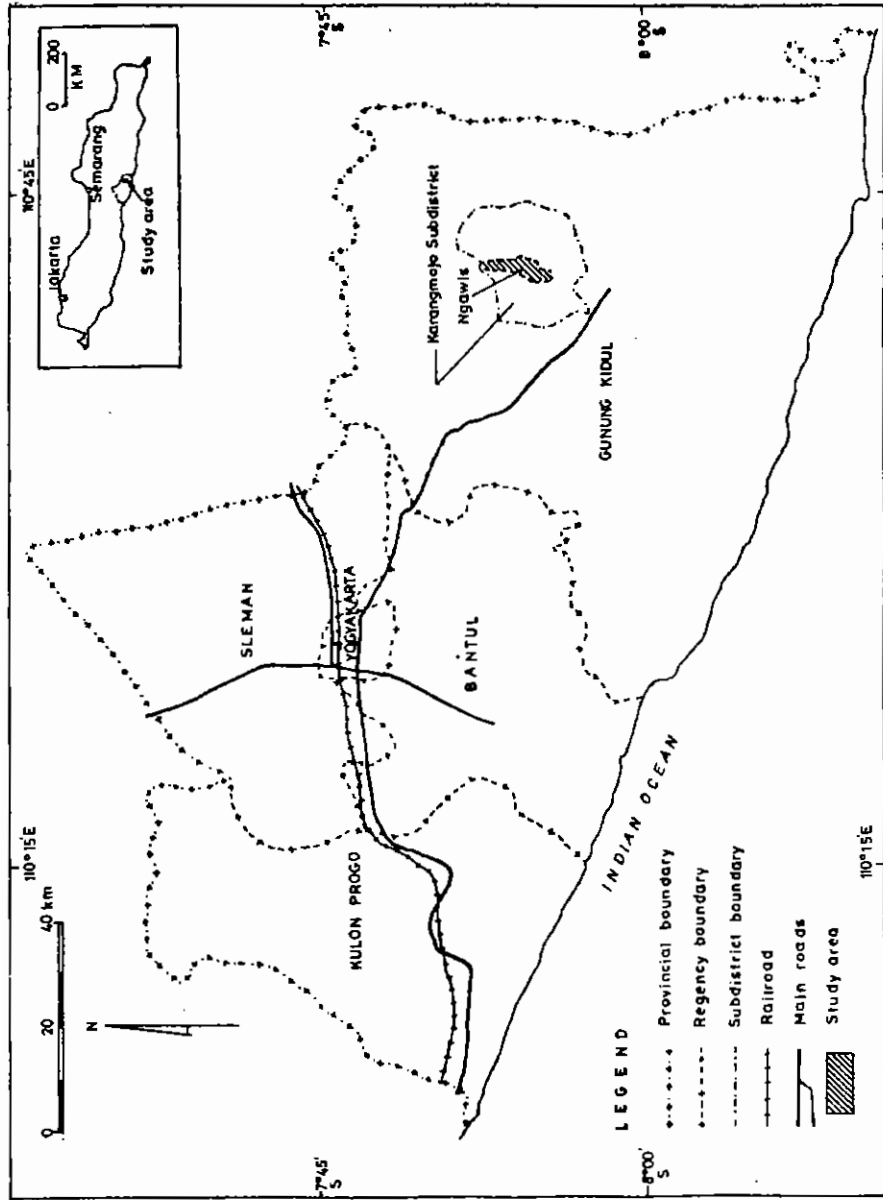 110°15'E
110°45'E
0 20 40 km
N
Jakarta
Semarang
Study area
0 200
KM
7°45'
S
7°45'
S
SLEMAN
YOGYAKARTA
KULON PROGO
BANTUL
Karangmojo Subdistrict
Ngawis
GUNUNG KIDUL
INDIAN OCEAN
8°00'
S
8°00'
S
LEGEND
Provincial boundary
Regency boundary
Subdistrict boundary
Railroad
Main roads
Study area
110°15'E